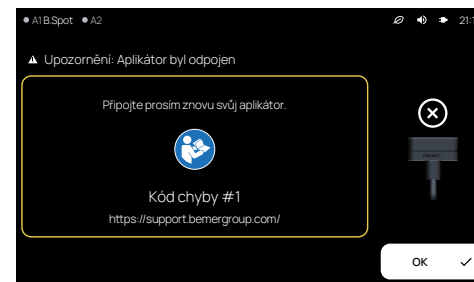 A1 B.Spot A2
Upozornění: Aplikátor byl odpojen
Připojte prosím znovu svůj aplikátor.
Kód chyby #1
https://support.bemergroup.com/
OK